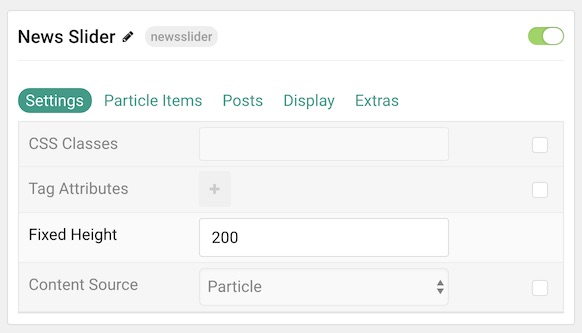 News Slider newsslider
Settings Particle Items Posts Display Extras
CSS Classes
Tag Attributes +
Fixed Height 200
Content Source Particle